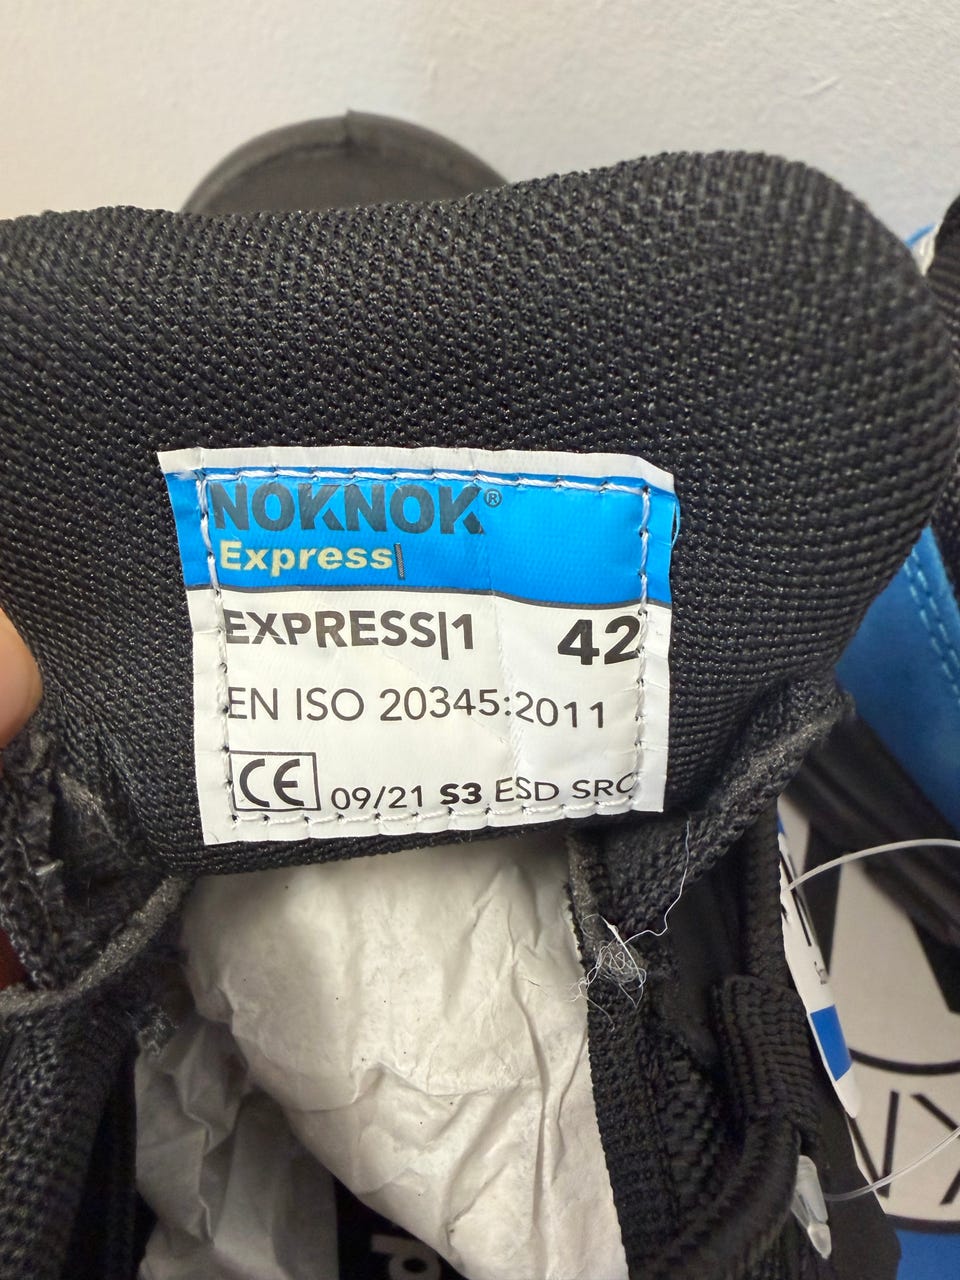 NOKNOK®
Express|
EXPRESS|1 42
EN ISO 20345:2011
CE 09/21 S3 ESD SRC